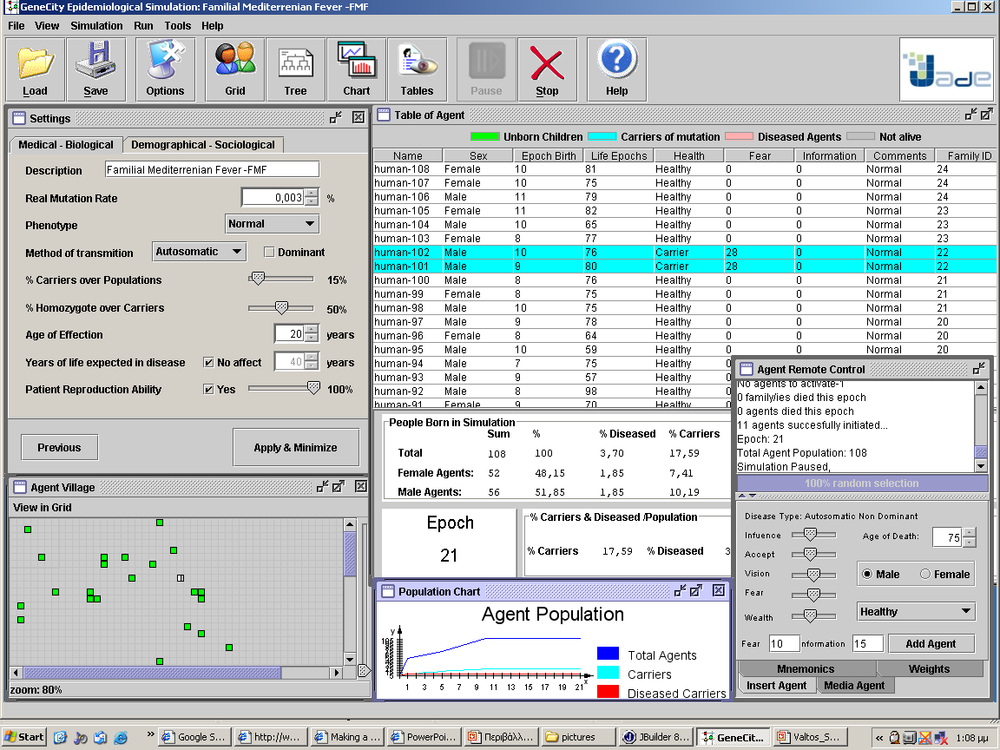 GeneCity Epidemiological Simulation: Familial Mediterrenian Fever -FMF
File View Simulation Run Tools Help
Load Save Options Grid Tree Chart Tables Pause Stop Help
Jade
Settings
Medical - Biological Demographical - Sociological
Description Familial Mediterrenian Fever -FMF
Real Mutation Rate 0,003 %
Phenotype Normal
Method of transmition Autosomatic Dominant
% Carriers over Populations 15%
% Homozygote over Carriers 50%
Age of Effection 20 years
Years of life expected in disease No affect 40 years
Patient Reproduction Ability Yes 100%
Previous Apply & Minimize
Agent Village
View in Grid
zoom: 80%
Table of Agent
Unborn Children Carriers of mutation Diseased Agents Not alive
Name Sex Epoch Birth Life Epochs Health Fear Information Comments Family ID
human-108 Female 10 81 Healthy 0 0 Normal 24
human-107 Female 10 75 Healthy 0 0 Normal 24
human-106 Male 11 79 Healthy 0 0 Normal 24
human-105 Female 11 82 Healthy 0 0 Normal 23
human-104 Male 10 65 Healthy 0 0 Normal 23
human-103 Female 8 77 Healthy 0 0 Normal 23
human-102 Male 10 76 Carrier 28 0 Normal 22
human-101 Male 9 80 Carrier 28 0 Normal 22
human-100 Male 8 76 Healthy 0 0 Normal 21
human-99 Female 8 75 Healthy 0 0 Normal 21
human-98 Male 10 75 Healthy 0 0 Normal 21
human-97 Male 9 78 Healthy 0 0 Normal 20
human-96 Female 8 64 Healthy 0 0 Normal 20
human-95 Male 10 59 Healthy 0 0 Normal 20
human-94 Male 7 75 Healthy 0
human-93 Male 9 57 Healthy 0
human-92 Male 8 98 Healthy 0
human-91 Female 9 70 Healthy 0
People Born in Simulation
Sum % % Diseased % Carriers
Total 108 100 3,70 17,59
Female Agents: 52 48,15 1,85 7,41
Male Agents: 56 51,85 1,85 10,19
Epoch
21
% Carriers & Diseased /Population
% Carriers 17,59 % Diseased 3
Population Chart
Agent Population
y
x
1 3 5 7 9 11 13 15 17 19 21
Total Agents
Carriers
Diseased Carriers
Agent Remote Control
No agents to activate-1
0 family/ies died this epoch
0 agents died this epoch
11 agents succesfully initiated...
Epoch: 21
Total Agent Population: 108
Simulation Paused,
100% random selection
Disease Type: Autosomatic Non Dominant
Infuence Age of Death: 75
Accept
Vision Male Female
Fear
Wealth Healthy
Fear 10 nformation 15 Add Agent
Mnemonics Weights
Insert Agent Media Agent
Start » Google S... http://w... Making a ... PowerPoi... Περιβάλλ... pictures JBuilder 8... GeneCit... Valtos_S... « 1:08 μμ